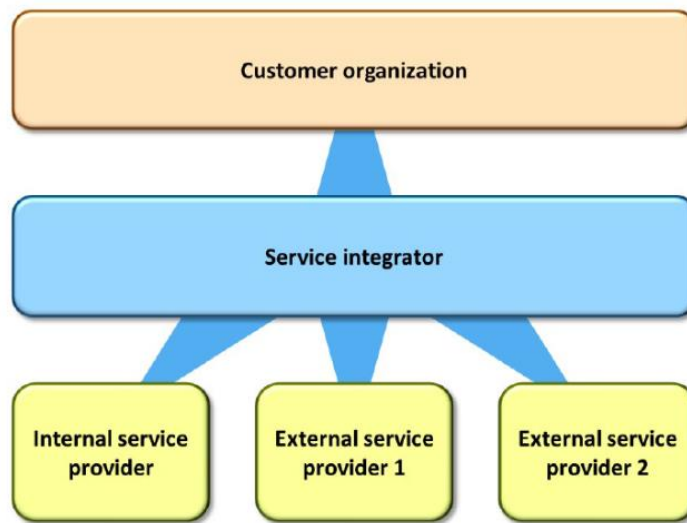 Customer organization
Service integrator
Internal service
provider
External service
provider 1
External service
provider 2